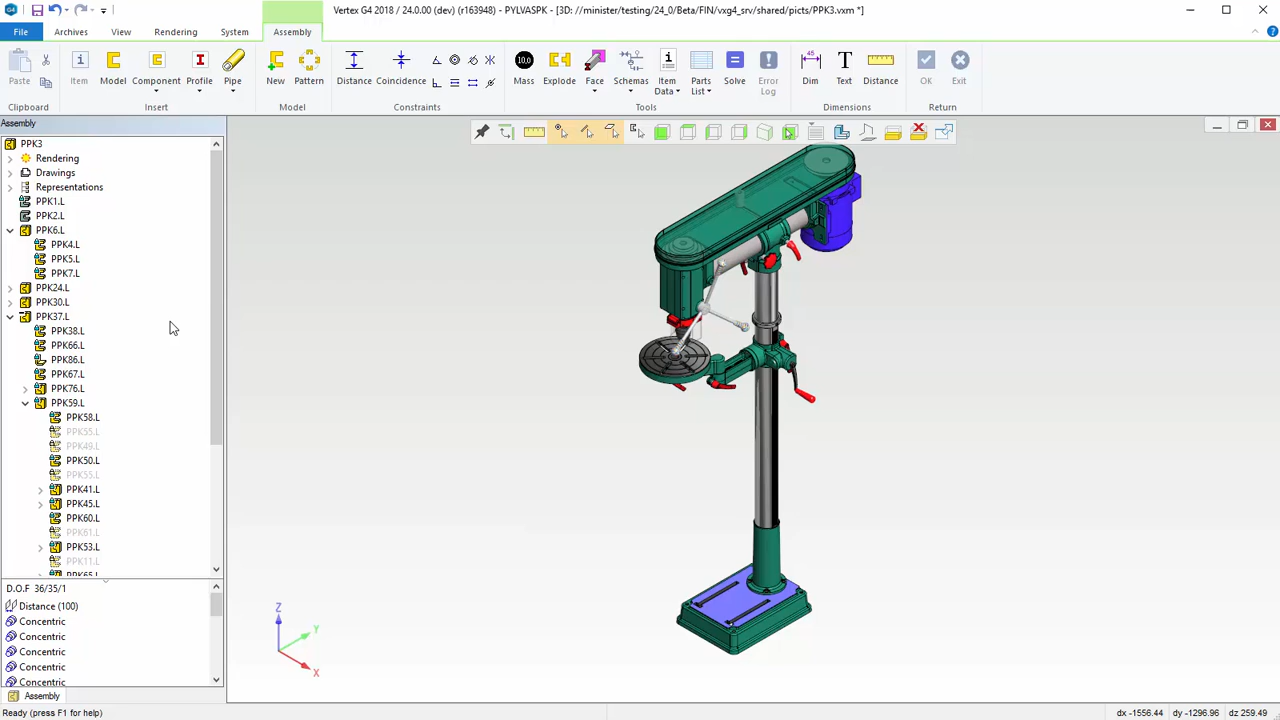 Vertex G4 2018 / 24.0.00 (dev) (r163948) - PYLVASPK - [3D: //minister/testing/24_0/Beta/FIN/vxg4_srv/shared/picts/PPK3.vxm *]
File Archives View Rendering System Assembly
Paste Item Model Component Profile Pipe New Pattern Distance Coincidence Mass Explode Face Schemas Item Data Parts List Solve Error Log Dim Text Distance OK Exit
Clipboard Insert Model Constraints Tools Dimensions Return
Assembly
PPK3
Rendering
Drawings
Representations
PPK1.L
PPK2.L
PPK6.L
PPK4.L
PPK5.L
PPK7.L
PPK24.L
PPK30.L
PPK37.L
PPK38.L
PPK66.L
PPK86.L
PPK67.L
PPK76.L
PPK59.L
PPK58.L
PPK55.L
PPK49.L
PPK50.L
PPK55.L
PPK41.L
PPK45.L
PPK60.L
PPK61.L
PPK53.L
PPK11.L
PPK65.L
D.O.F 36/35/1
Distance (100)
Concentric
Concentric
Concentric
Concentric
Concentric
Z
Y
X
Assembly
Ready (press F1 for help) dx -1556.44 dy -1296.96 dz 259.49